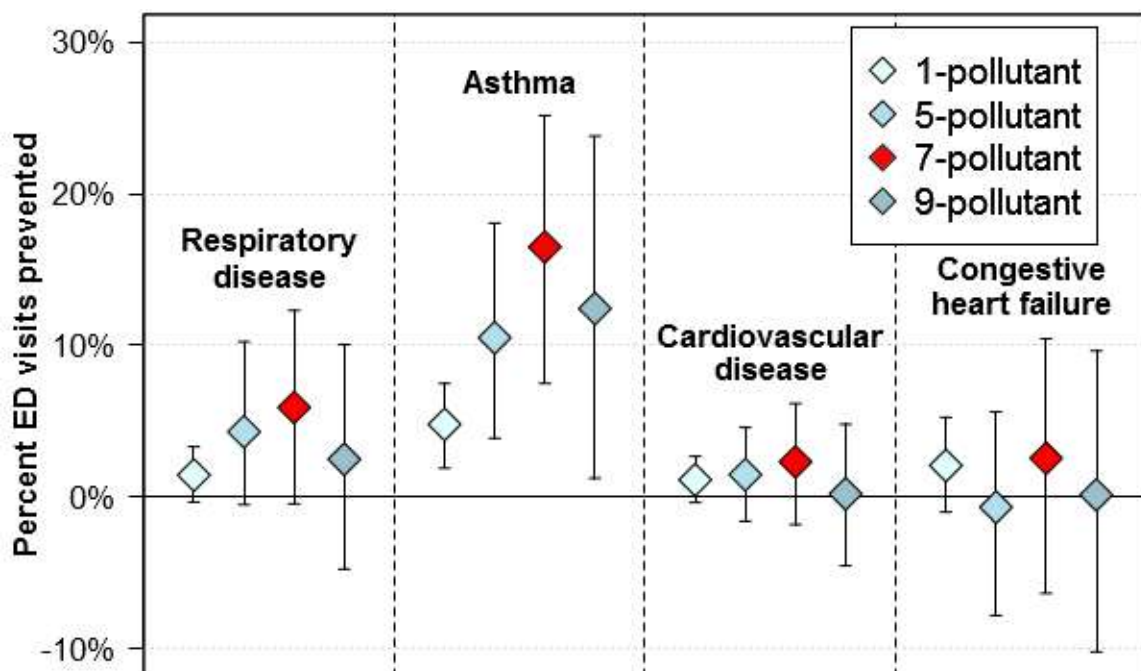 Percent ED visits prevented
30%
20%
10%
0%
-10%
Respiratory
disease
Asthma
Cardiovascular
disease
Congestive
heart failure
1-pollutant
5-pollutant
7-pollutant
9-pollutant